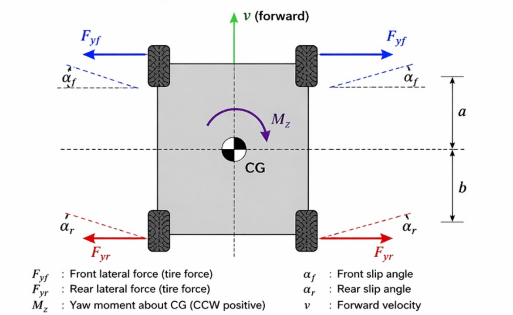 v (forward)
F_yf F_yf
α_f α_f
M_z
a
CG
b
α_r α_r
F_yr F_yr
F_yf : Front lateral force (tire force) α_f : Front slip angle
F_yr : Rear lateral force (tire force) α_r : Rear slip angle
M_z : Yaw moment about CG (CCW positive) v : Forward velocity